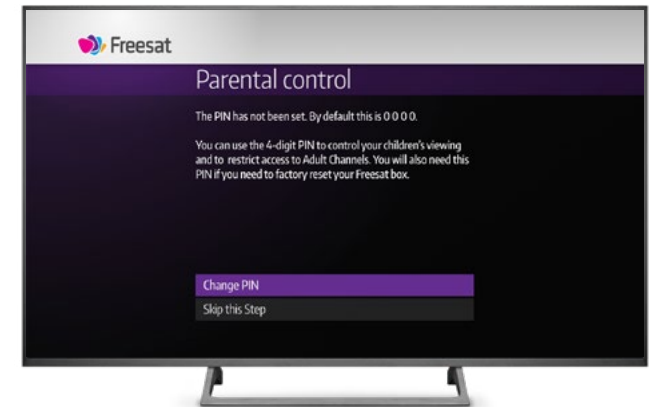 Freesat
Parental control
The PIN has not been set. By default this is 0 0 0 0.
You can use the 4-digit PIN to control your children's viewing
and to restrict access to Adult Channels. You will also need this
PIN if you need to factory reset your Freesat box.
Change PIN
Skip this Step